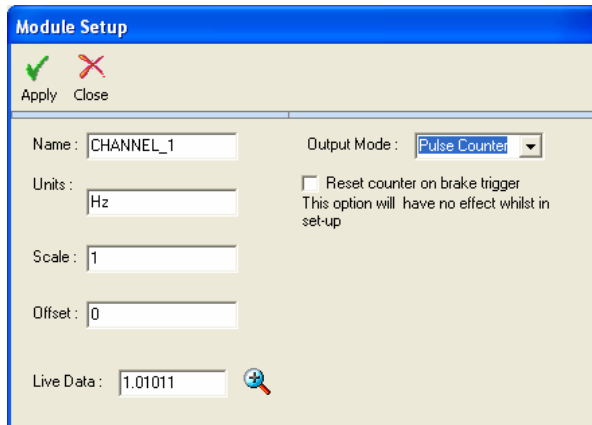 Module Setup
Apply Close
Name : CHANNEL_1
Output Mode : Pulse Counter
Units :
Hz
Reset counter on brake trigger
This option will have no effect whilst in
set-up
Scale : 1
Offset : 0
Live Data : 1.01011